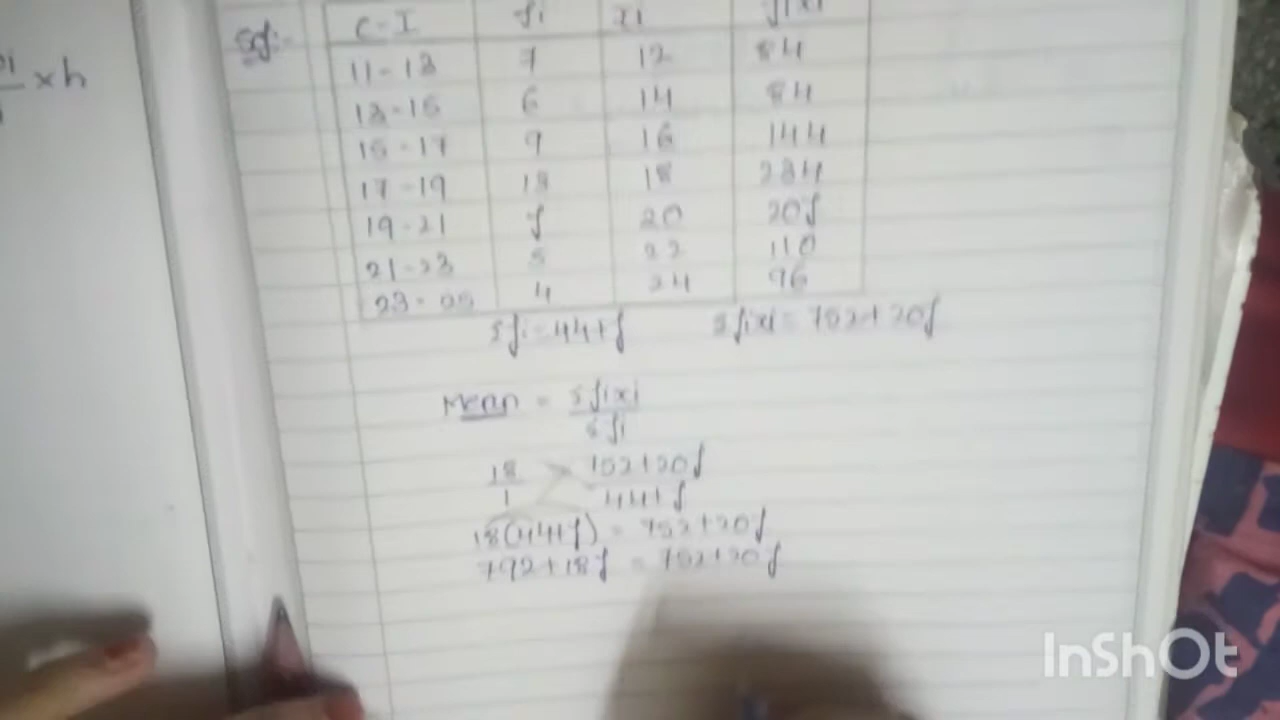 × h
Sol:-
C-I fi xi fixi
11-13 7 12 84
13-15 6 14 84
15-17 9 16 144
17-19 13 18 234
19-21 f 20 20f
21-23 5 22 110
23-25 4 24 96
Σfi = 44+f Σfixi = 752+20f
Mean = Σfixi
Σfi
18 = 752+20f
1 44+f
18(44+f) = 752+20f
792+18f = 752+20f
InShOt